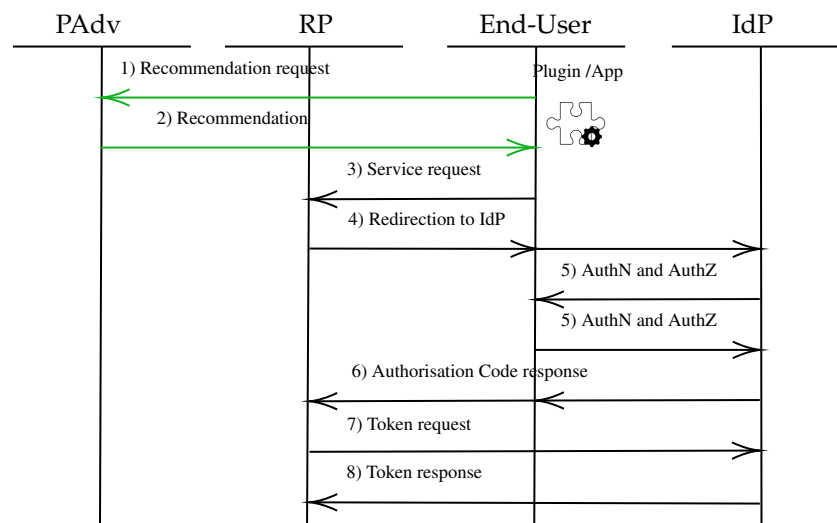 PAdv
RP
End-User
IdP
1) Recommendation request
Plugin /App
2) Recommendation
3) Service request
4) Redirection to IdP
5) AuthN and AuthZ
5) AuthN and AuthZ
6) Authorisation Code response
7) Token request
8) Token response